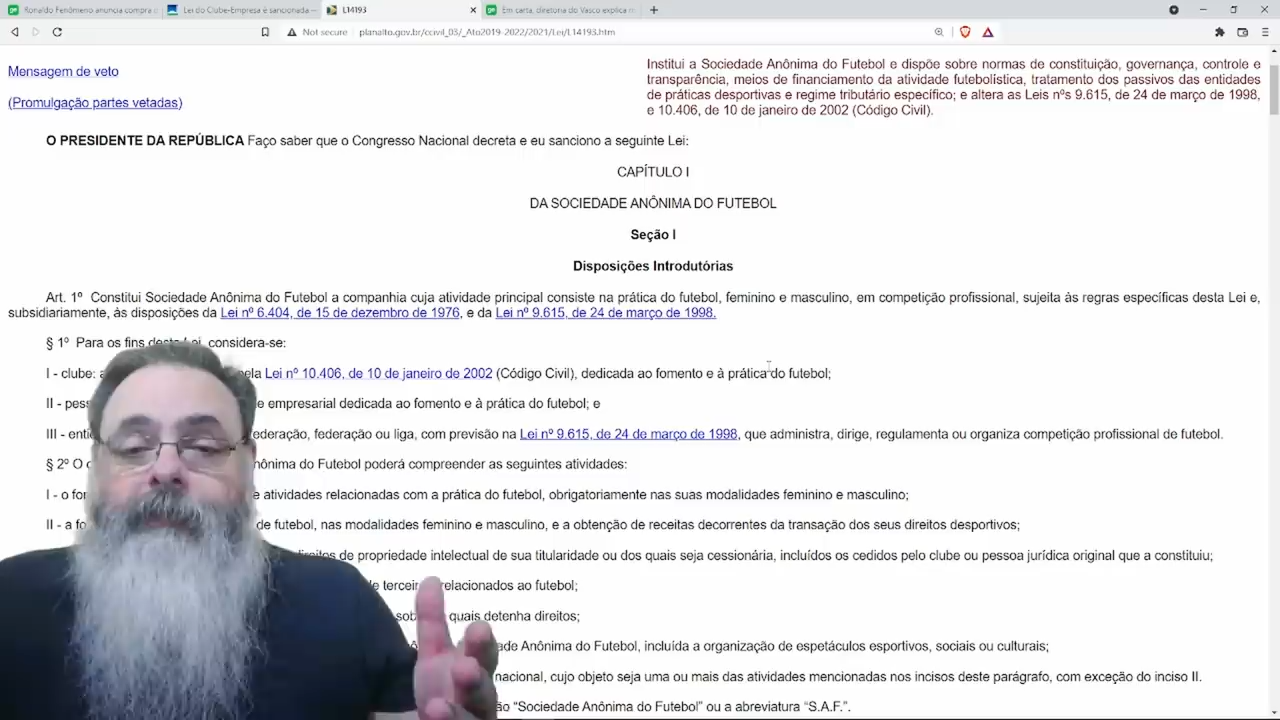 Ronaldo Fenômeno anuncia compra d
Lei do Clube-Empresa é sancionada —
L14193
Em carta, diretoria do Vasco explica r
Not secure
planalto.gov.br/ccivil_03/_Ato2019-2022/2021/Lei/L14193.htm
Mensagem de veto
(Promulgação partes vetadas)
Institui a Sociedade Anônima do Futebol e dispõe sobre normas de constituição, governança, controle e
transparência, meios de financiamento da atividade futebolística, tratamento dos passivos das entidades
de práticas desportivas e regime tributário específico; e altera as Leis nºs 9.615, de 24 de março de 1998,
e 10.406, de 10 de janeiro de 2002 (Código Civil).
O PRESIDENTE DA REPÚBLICA Faço saber que o Congresso Nacional decreta e eu sanciono a seguinte Lei:
CAPÍTULO I
DA SOCIEDADE ANÔNIMA DO FUTEBOL
Seção I
Disposições Introdutórias
Art. 1º Constitui Sociedade Anônima do Futebol a companhia cuja atividade principal consiste na prática do futebol, feminino e masculino, em competição profissional, sujeita às regras específicas desta Lei e,
subsidiariamente, às disposições da Lei nº 6.404, de 15 de dezembro de 1976, e da Lei nº 9.615, de 24 de março de 1998.
§ 1º Para os fins desta Lei, considera-se:
I - clube: pela Lei nº 10.406, de 10 de janeiro de 2002 (Código Civil), dedicada ao fomento e à prática do futebol;
II - empresarial dedicada ao fomento e à prática do futebol; e
III - federação ou liga, com previsão na Lei nº 9.615, de 24 de março de 1998, que administra, dirige, regulamenta ou organiza competição profissional de futebol.
§ 2º O do Futebol poderá compreender as seguintes atividades:
I - o atividades relacionadas com a prática do futebol, obrigatoriamente nas suas modalidades feminino e masculino;
II - a de futebol, nas modalidades feminino e masculino, e a obtenção de receitas decorrentes da transação dos seus direitos desportivos;
de propriedade intelectual de sua titularidade ou dos quais seja cessionária, incluídos os cedidos pelo clube ou pessoa jurídica original que a constituiu;
relacionados ao futebol;
quais detenha direitos;
Anônima do Futebol, incluída a organização de espetáculos esportivos, sociais ou culturais;
nacional, cujo objeto seja uma ou mais das atividades mencionadas nos incisos deste parágrafo, com exceção do inciso II.
"Sociedade Anônima do Futebol" ou a abreviatura "S.A.F.".